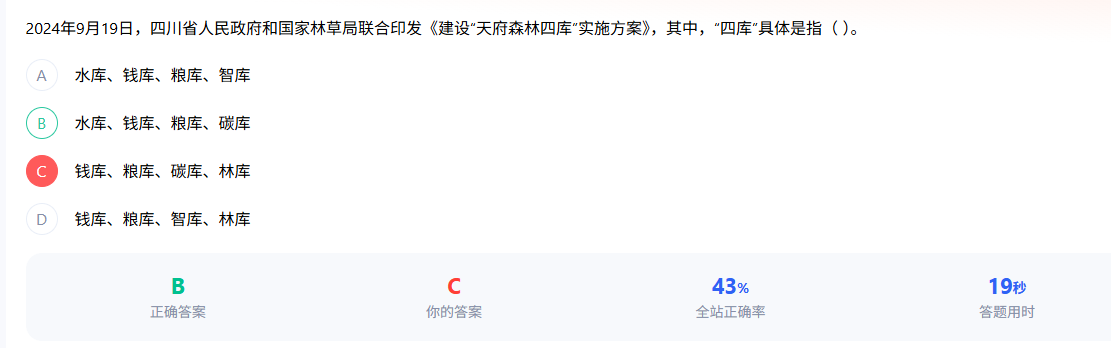 2024年9月19日，四川省人民政府和国家林草局联合印发《建设“天府森林四库”实施方案》，其中，“四库”具体是指（ ）。
A 水库、钱库、粮库、智库
B 水库、钱库、粮库、碳库
C 钱库、粮库、碳库、林库
D 钱库、粮库、智库、林库
B C 43% 19秒
正确答案 你的答案 全站正确率 答题用时